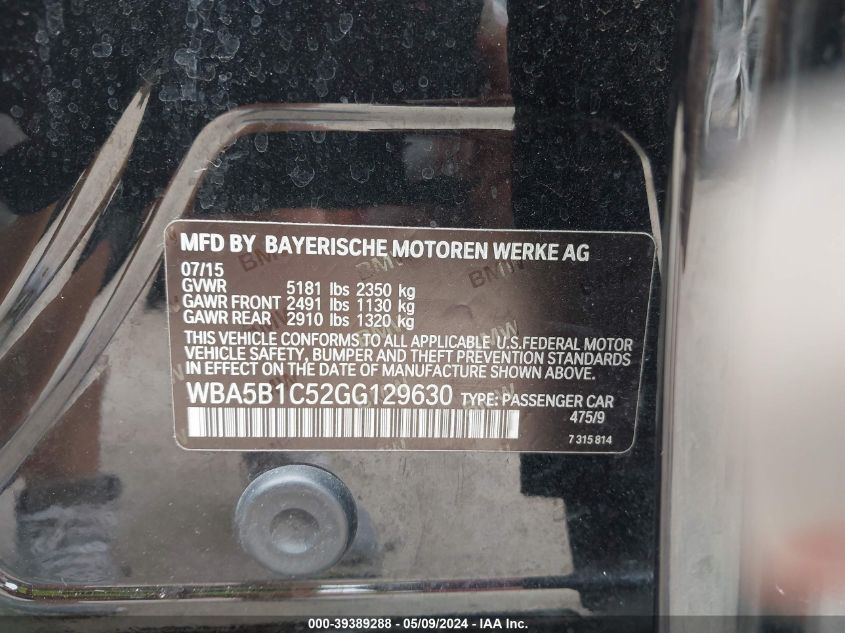 MFD BY BAYERISCHE MOTOREN WERKE AG
07/15
GVWR 5181 lbs 2350 kg
GAWR FRONT 2491 lbs 1130 kg
GAWR REAR 2910 lbs 1320 kg
THIS VEHICLE CONFORMS TO ALL APPLICABLE U.S.FEDERAL MOTOR
VEHICLE SAFETY, BUMPER AND THEFT PREVENTION STANDARDS
IN EFFECT ON THE DATE OF MANUFACTURE SHOWN ABOVE.
WBA5B1C52GG129630 TYPE: PASSENGER CAR
475/9
7 315 814
000-39389288 - 05/09/2024 - IAA Inc.